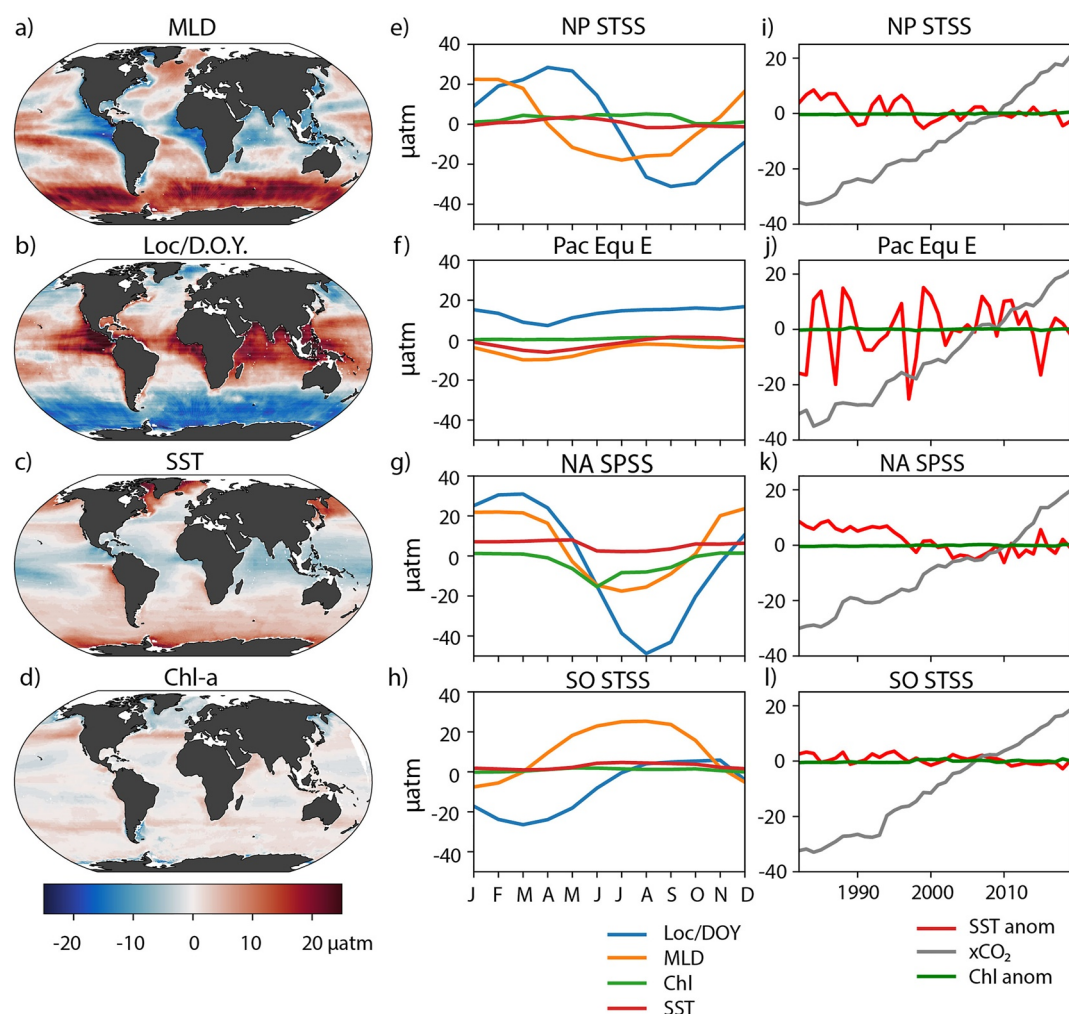 a) MLD
b) Loc/D.O.Y.
c) SST
d) Chl-a
-20 -10 0 10 20 µatm
e) NP STSS
40
20
0
-20
-40
µatm
f) Pac Equ E
40
20
0
-20
-40
µatm
g) NA SPSS
40
20
0
-20
-40
µatm
h) SO STSS
40
20
0
-20
-40
µatm
J F M A M J J A S O N D
Loc/DOY
MLD
Chl
SST
i) NP STSS
20
0
-20
-40
j) Pac Equ E
20
0
-20
-40
k) NA SPSS
20
0
-20
-40
l) SO STSS
20
0
-20
-40
1990 2000 2010
SST anom
xCO₂
Chl anom